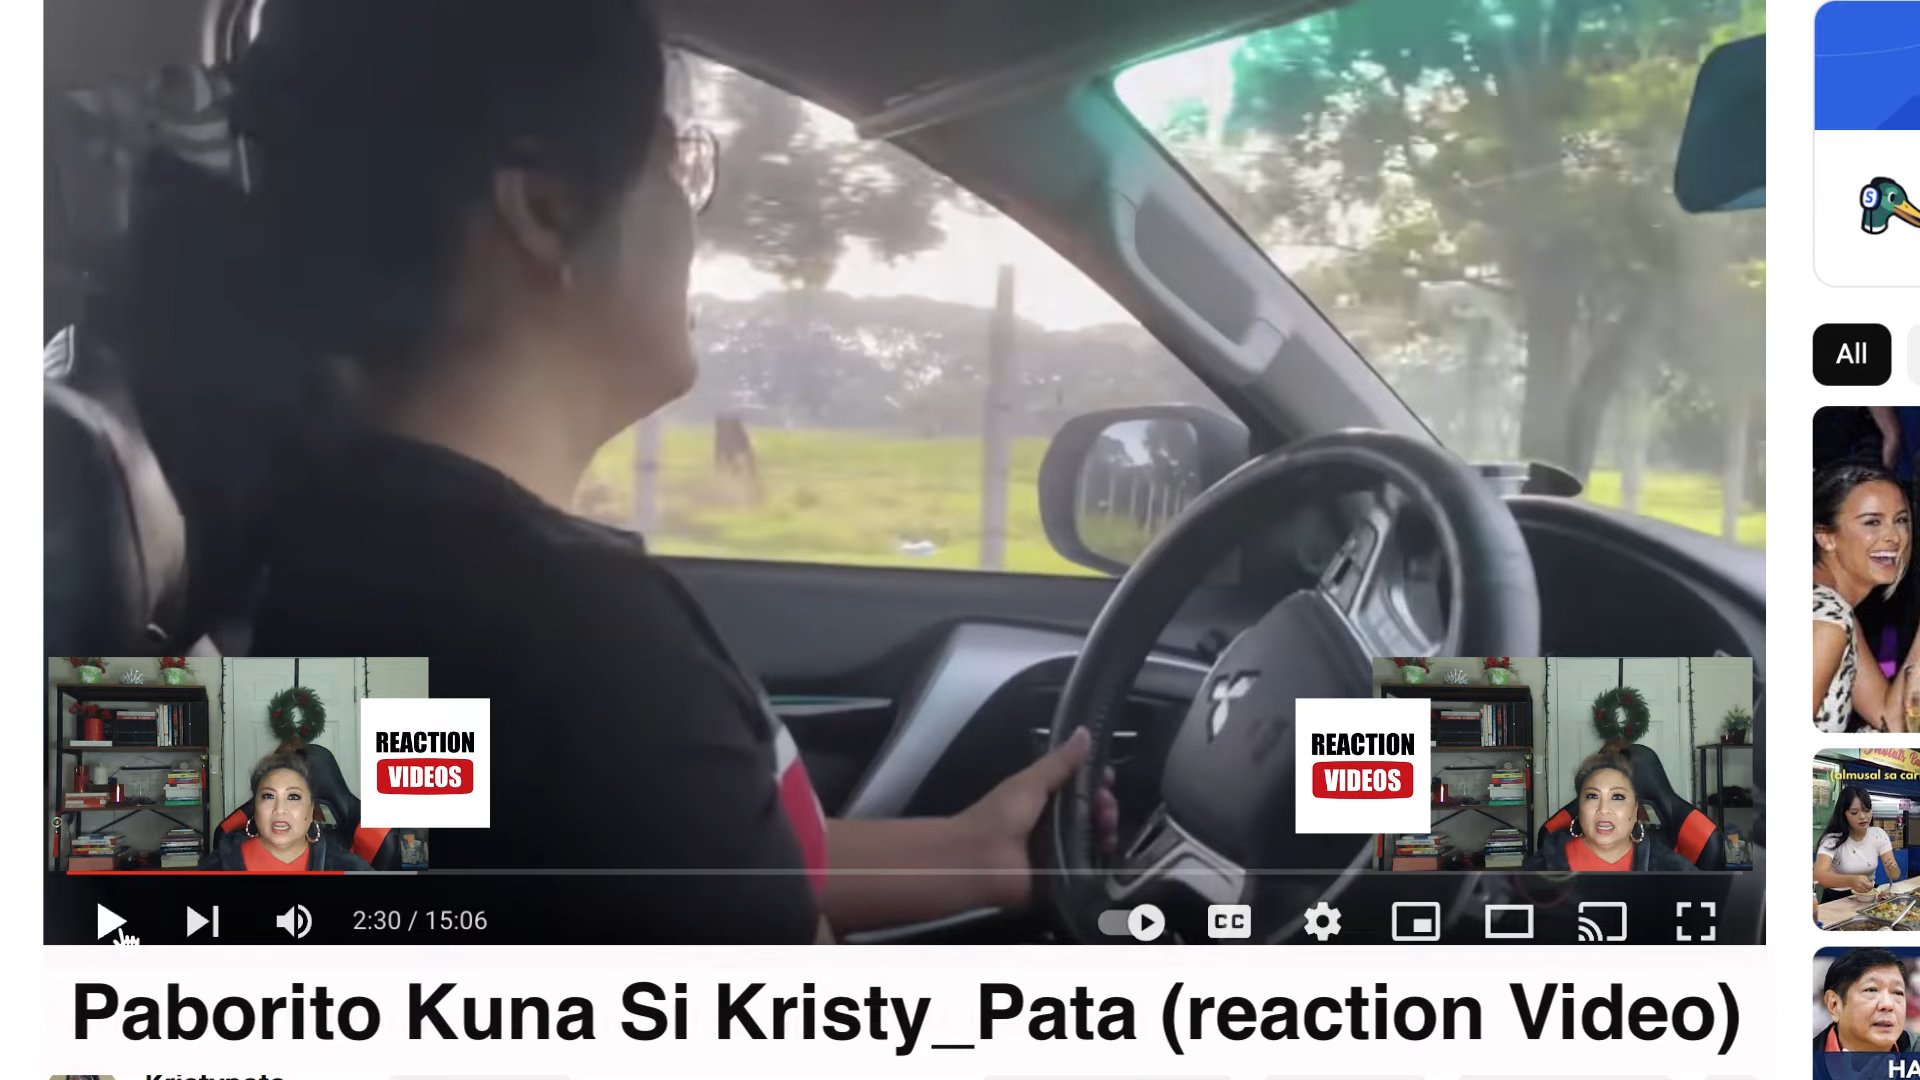 S
All
(almusal sa car
REACTION
VIDEOS
REACTION
VIDEOS
2:30 / 15:06
CC
Paborito Kuna Si Kristy_Pata (reaction Video)
HA